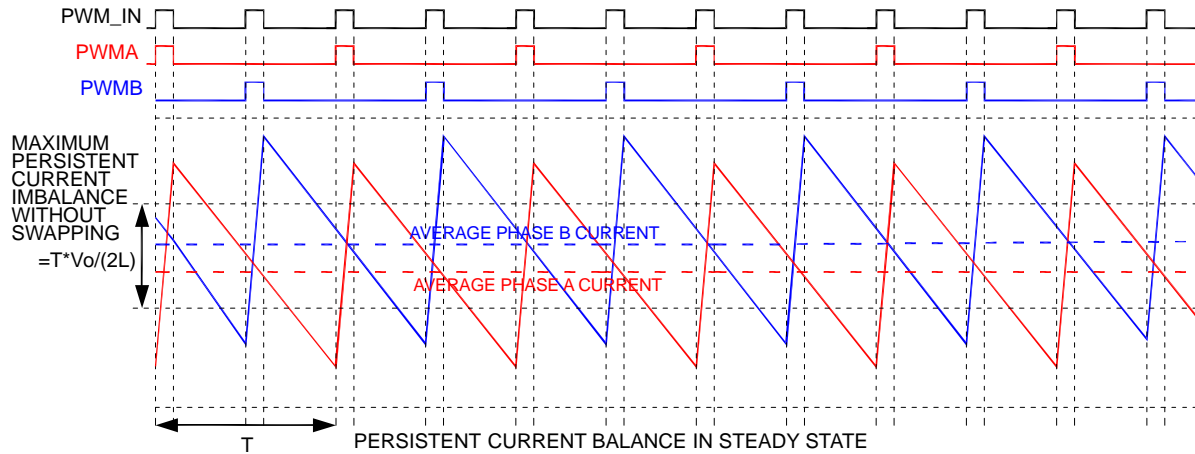 PWM_IN
PWMA
PWMB
MAXIMUM
PERSISTENT
CURRENT
IMBALANCE
WITHOUT
SWAPPING
=T*Vo/(2L)
AVERAGE PHASE B CURRENT
AVERAGE PHASE A CURRENT
T
PERSISTENT CURRENT BALANCE IN STEADY STATE